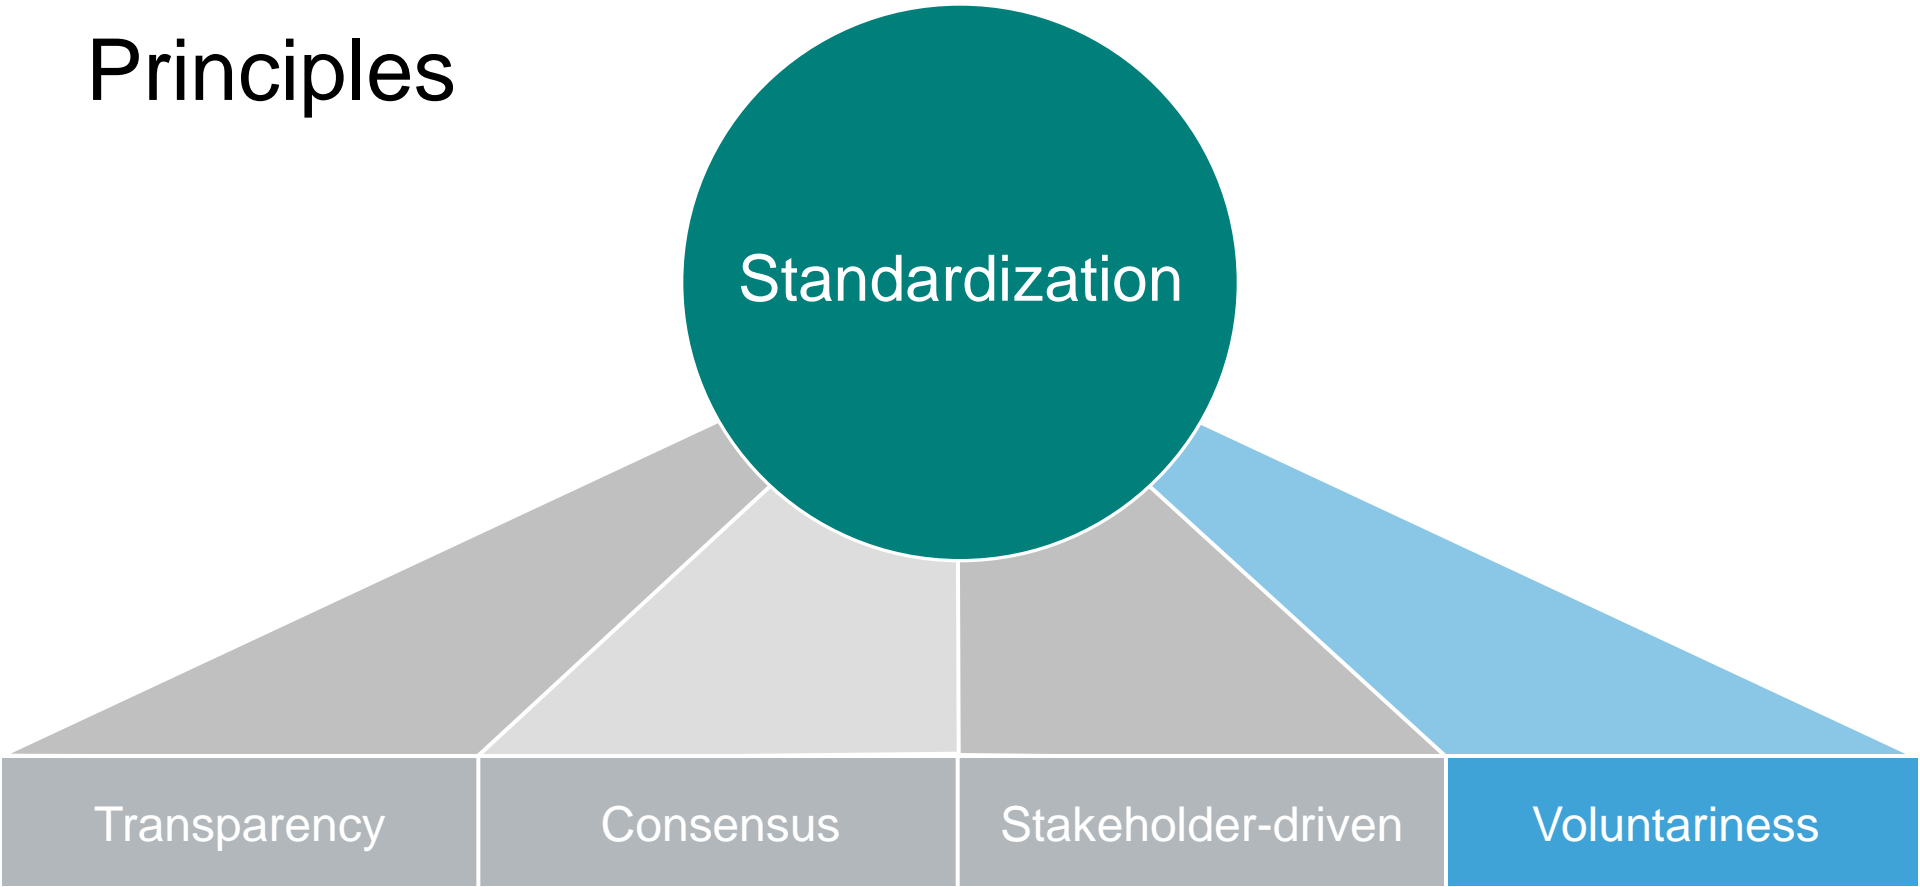 Principles
Standardization
Transparency
Consensus
Stakeholder-driven
Voluntariness